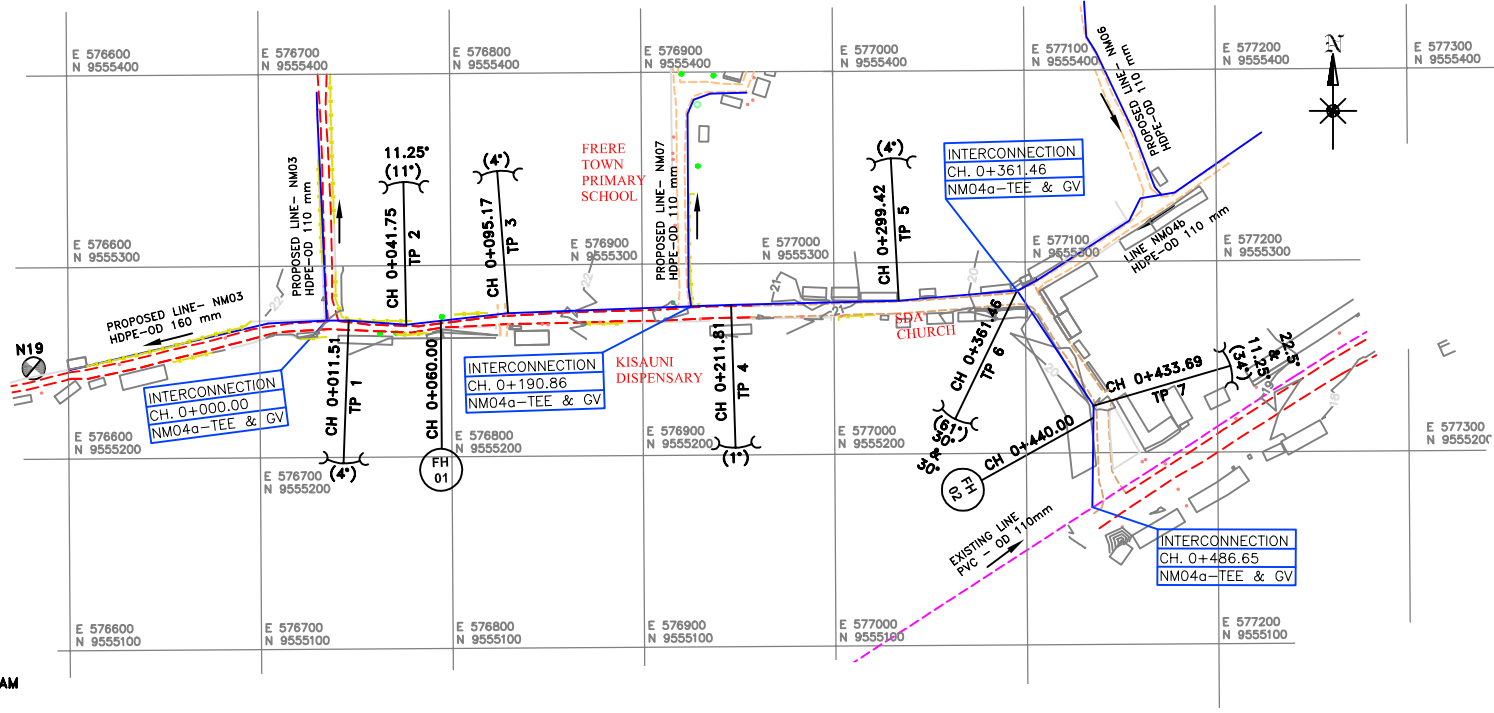 E 576600
N 9555400
E 576700
N 9555400
E 576800
N 9555400
E 576900
N 9555400
E 577000
N 9555400
E 577100
N 9555400
E 577200
N 9555400
E 577300
N 9555400
N
PROPOSED LINE- NM06
HDPE-OD 110 mm
PROPOSED LINE- NM03
HDPE-OD 110 mm
11.25°
(11°)
CH 0+041.75
TP 2
(4°)
CH 0+095.17
TP 3
FRERE
TOWN
PRIMARY
SCHOOL
PROPOSED LINE- NM07
HDPE-OD 110 mm
(4°)
CH 0+299.42
TP 5
INTERCONNECTION
CH. 0+361.46
NM04a-TEE & GV
E 576600
N 9555300
E 576900
N 9555300
E 577000
N 9555300
E 577100
N 9555300
E 577200
N 9555300
LINE NM04b
HDPE-OD 110 mm
22
22
21
21
20
20
19
18
PROPOSED LINE- NM03
HDPE-OD 160 mm
N19
SDA
CHURCH
INTERCONNECTION
CH. 0+000.00
NM04a-TEE & GV
CH 0+011.51
TP 1
(4°)
CH 0+060.00
FH
01
INTERCONNECTION
CH. 0+190.86
NM04a-TEE & GV
KISAUNI
DISPENSARY
CH 0+211.81
TP 4
(1°)
CH 0+361.46
TP 6
(61°)
30°
&
30°
CH 0+433.69
TP 7
(34°)
11.25°
&
22.5°
CH 0+440.00
FH
02
E 576600
N 9555200
E 576700
N 9555200
E 576800
N 9555200
E 576900
N 9555200
E 577000
N 9555200
E 577300
N 9555200
EXISTING LINE
PVC - OD 110mm
INTERCONNECTION
CH. 0+486.65
NM04a-TEE & GV
E 576600
N 9555100
E 576700
N 9555100
E 576800
N 9555100
E 576900
N 9555100
E 577000
N 9555100
E 577200
N 9555100
AM